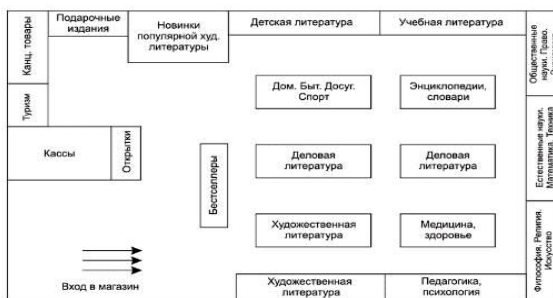 Канц. товары
Подарочные
издания
Новинки
популярной худ.
литературы
Детская литература
Учебная литература
Общественные
науки. Право.
Туризм
Дом. Быт. Досуг.
Спорт
Энциклопедии,
словари
Кассы
Открытки
Бестселлеры
Деловая
литература
Деловая
литература
Естественные науки.
Математика. Техника
Художественная
литература
Медицина,
здоровье
Философия. Религия.
Искусство
Вход в магазин
Художественная
литература
Педагогика,
психология